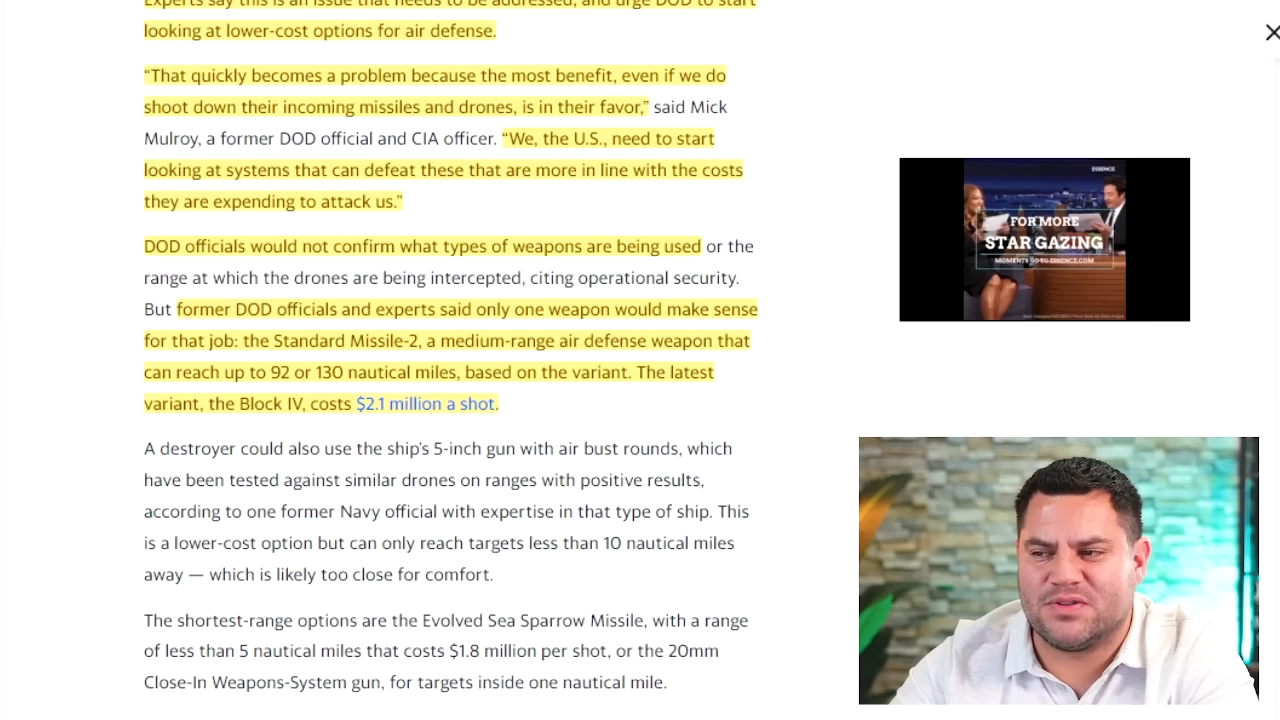 Experts say this is an issue that needs to be addressed, and urge DOD to start
looking at lower-cost options for air defense.
“That quickly becomes a problem because the most benefit, even if we do
shoot down their incoming missiles and drones, is in their favor,” said Mick
Mulroy, a former DOD official and CIA officer. “We, the U.S., need to start
looking at systems that can defeat these that are more in line with the costs
they are expending to attack us.”
DOD officials would not confirm what types of weapons are being used or the
range at which the drones are being intercepted, citing operational security.
But former DOD officials and experts said only one weapon would make sense
for that job: the Standard Missile-2, a medium-range air defense weapon that
can reach up to 92 or 130 nautical miles, based on the variant. The latest
variant, the Block IV, costs $2.1 million a shot.
A destroyer could also use the ship’s 5-inch gun with air bust rounds, which
have been tested against similar drones on ranges with positive results,
according to one former Navy official with expertise in that type of ship. This
is a lower-cost option but can only reach targets less than 10 nautical miles
away — which is likely too close for comfort.
The shortest-range options are the Evolved Sea Sparrow Missile, with a range
of less than 5 nautical miles that costs $1.8 million per shot, or the 20mm
Close-In Weapons-System gun, for targets inside one nautical mile.
ESSENCE
FOR MORE
STAR GAZING
MOMENTS GO TO ESSENCE.COM